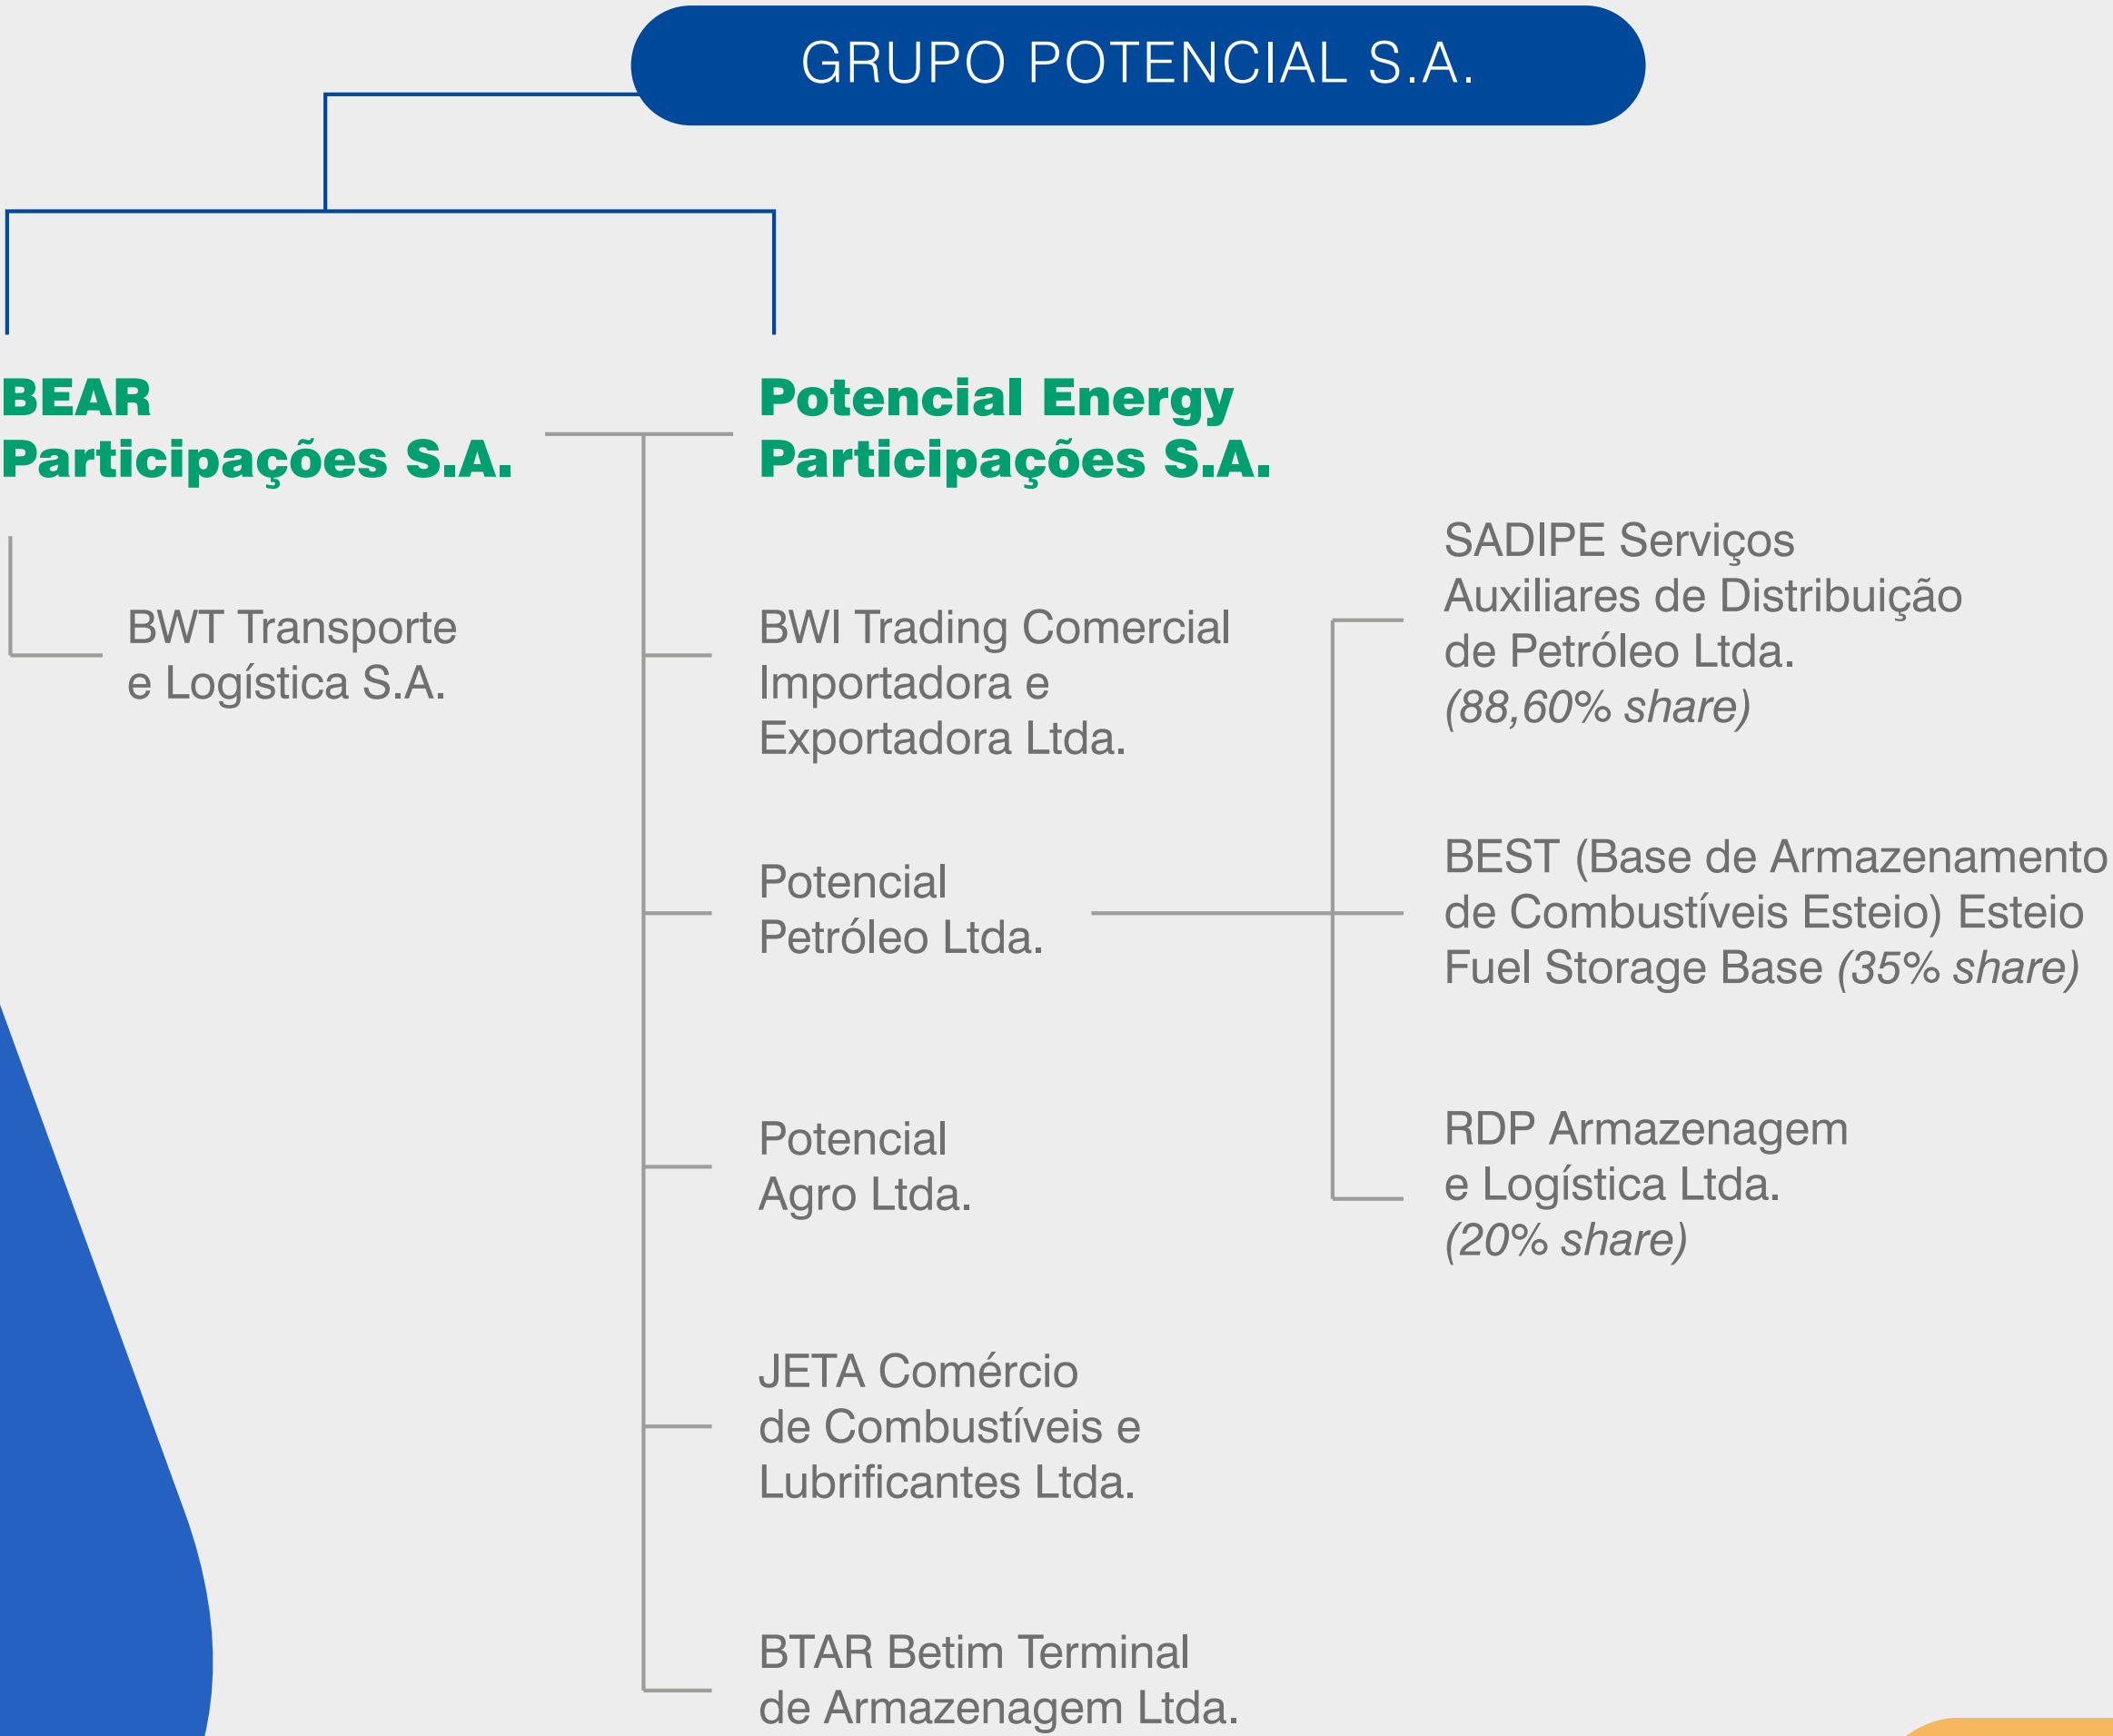 GRUPO POTENCIAL S.A.
BEAR
Participações S.A.
BWT Transporte
e Logística S.A.
Potencial Energy
Participações S.A.
BWI Trading Comercial
Importadora e
Exportadora Ltda.
Potencial
Petróleo Ltda.
Potencial
Agro Ltda.
JETA Comércio
de Combustíveis e
Lubrificantes Ltda.
BTAR Betim Terminal
de Armazenagem Ltda.
SADIPE Serviços
Auxiliares de Distribuição
de Petróleo Ltda.
(88,60% share)
BEST (Base de Armazenamento
de Combustíveis Esteio) Esteio
Fuel Storage Base (35% share)
RDP Armazenagem
e Logística Ltda.
(20% share)